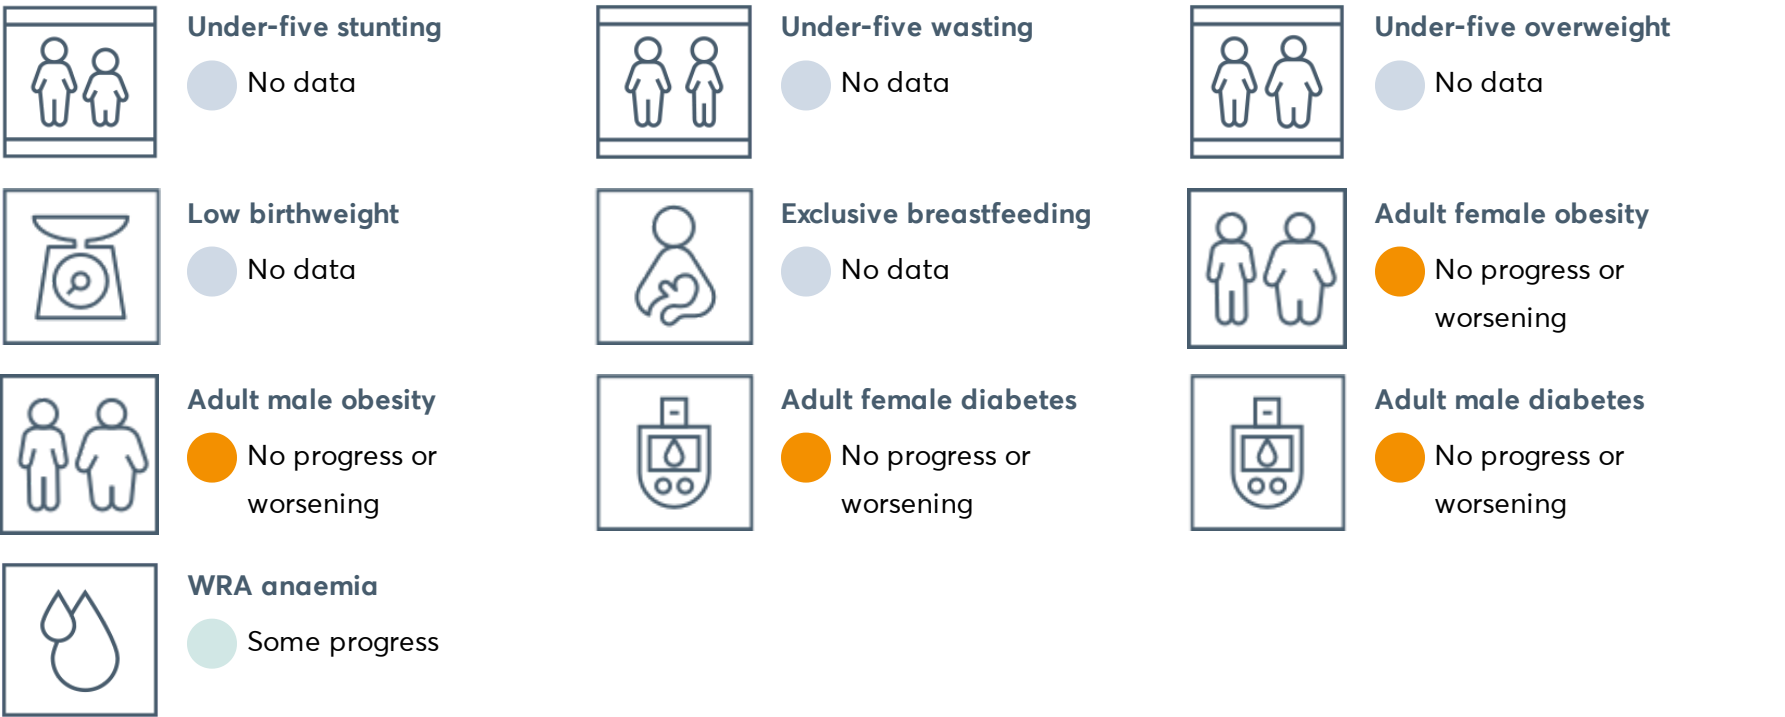 Under-five stunting
No data
Under-five wasting
No data
Under-five overweight
No data
Low birthweight
No data
Exclusive breastfeeding
No data
Adult female obesity
No progress or
worsening
Adult male obesity
No progress or
worsening
Adult female diabetes
No progress or
worsening
Adult male diabetes
No progress or
worsening
WRA anaemia
Some progress